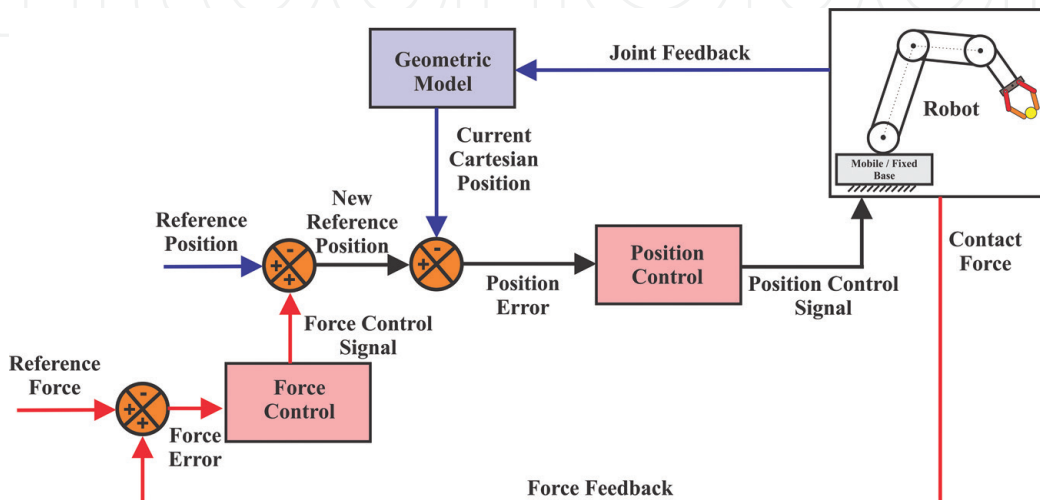 Joint Feedback
Geometric
Model
Robot
Mobile / Fixed
Base
Current
Cartesian
Position
New
Reference
Position
Reference
Position
-
+
+
-
+
Position
Error
Position
Control
Position Control
Signal
Contact
Force
Force Control
Signal
Reference
Force
-
+
+
Force
Error
Force
Control
Force Feedback